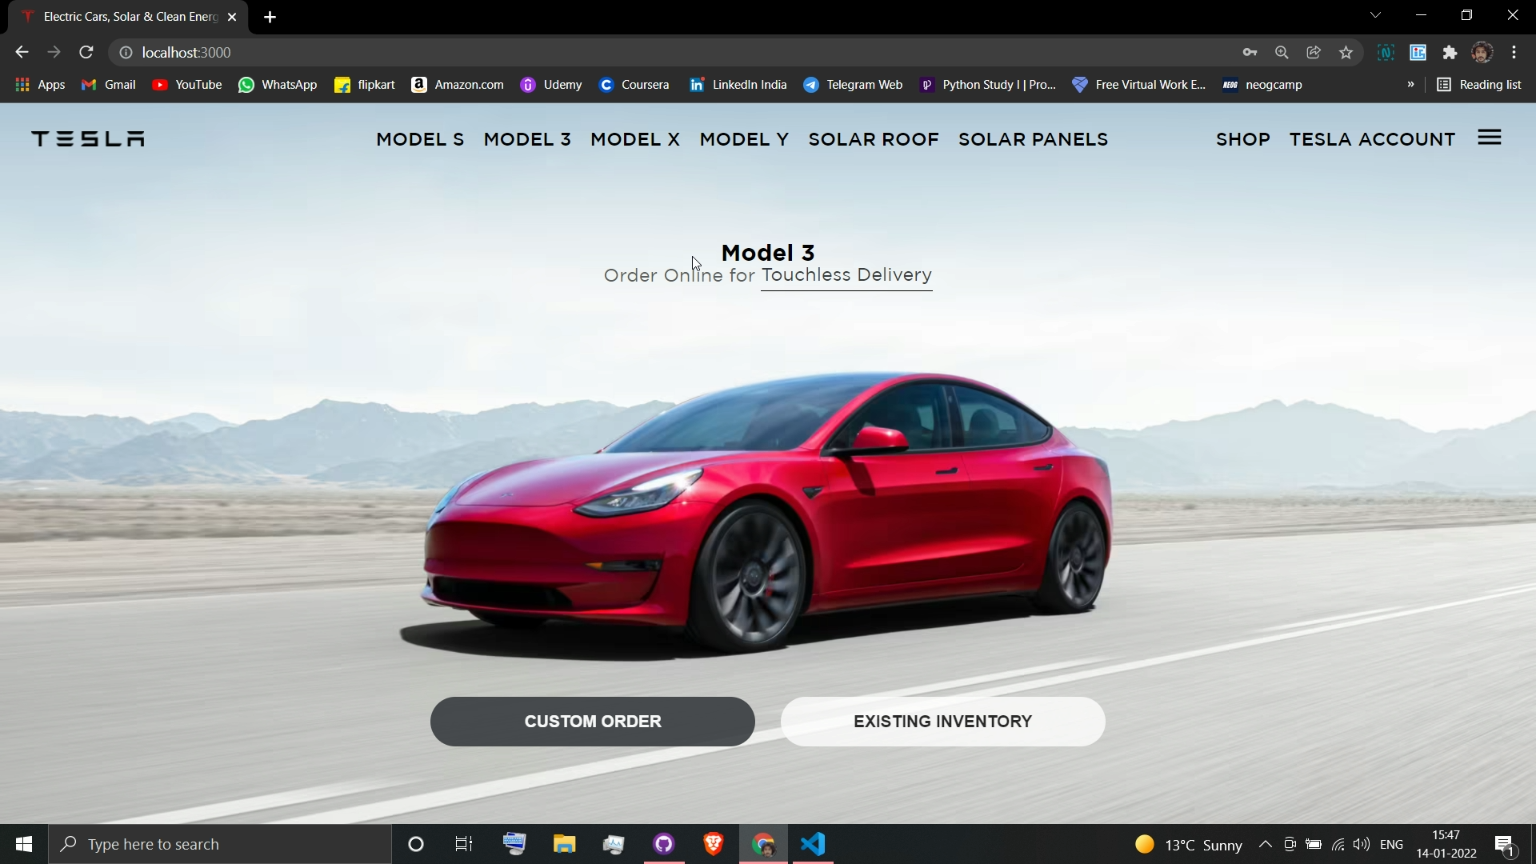 Electric Cars, Solar & Clean Energ
localhost:3000
Apps Gmail YouTube WhatsApp flipkart Amazon.com Udemy Coursera LinkedIn India Telegram Web Python Study I | Pro... Free Virtual Work E... neogcamp » Reading list
TESLA MODEL S MODEL 3 MODEL X MODEL Y SOLAR ROOF SOLAR PANELS SHOP TESLA ACCOUNT
Model 3
Order Online for Touchless Delivery
CUSTOM ORDER EXISTING INVENTORY
Type here to search 13°C Sunny ENG 15:47
14-01-2022 1